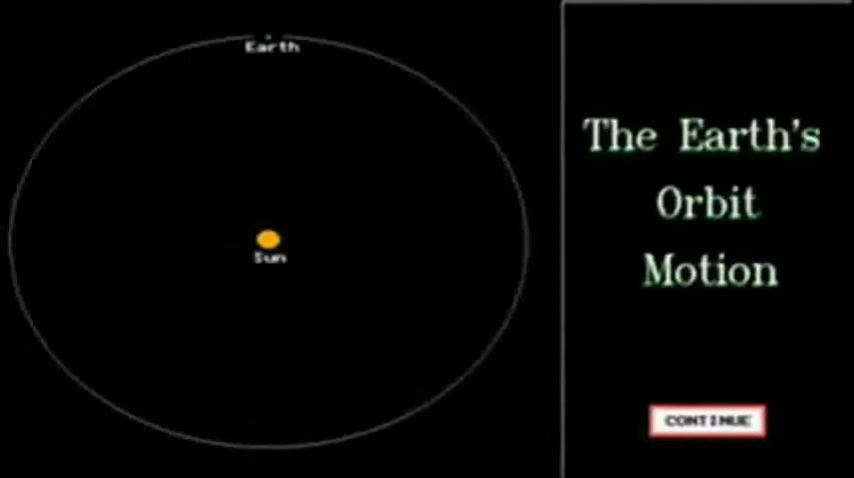 Earth
Sun
The Earth's
Orbit
Motion
CONTINUE